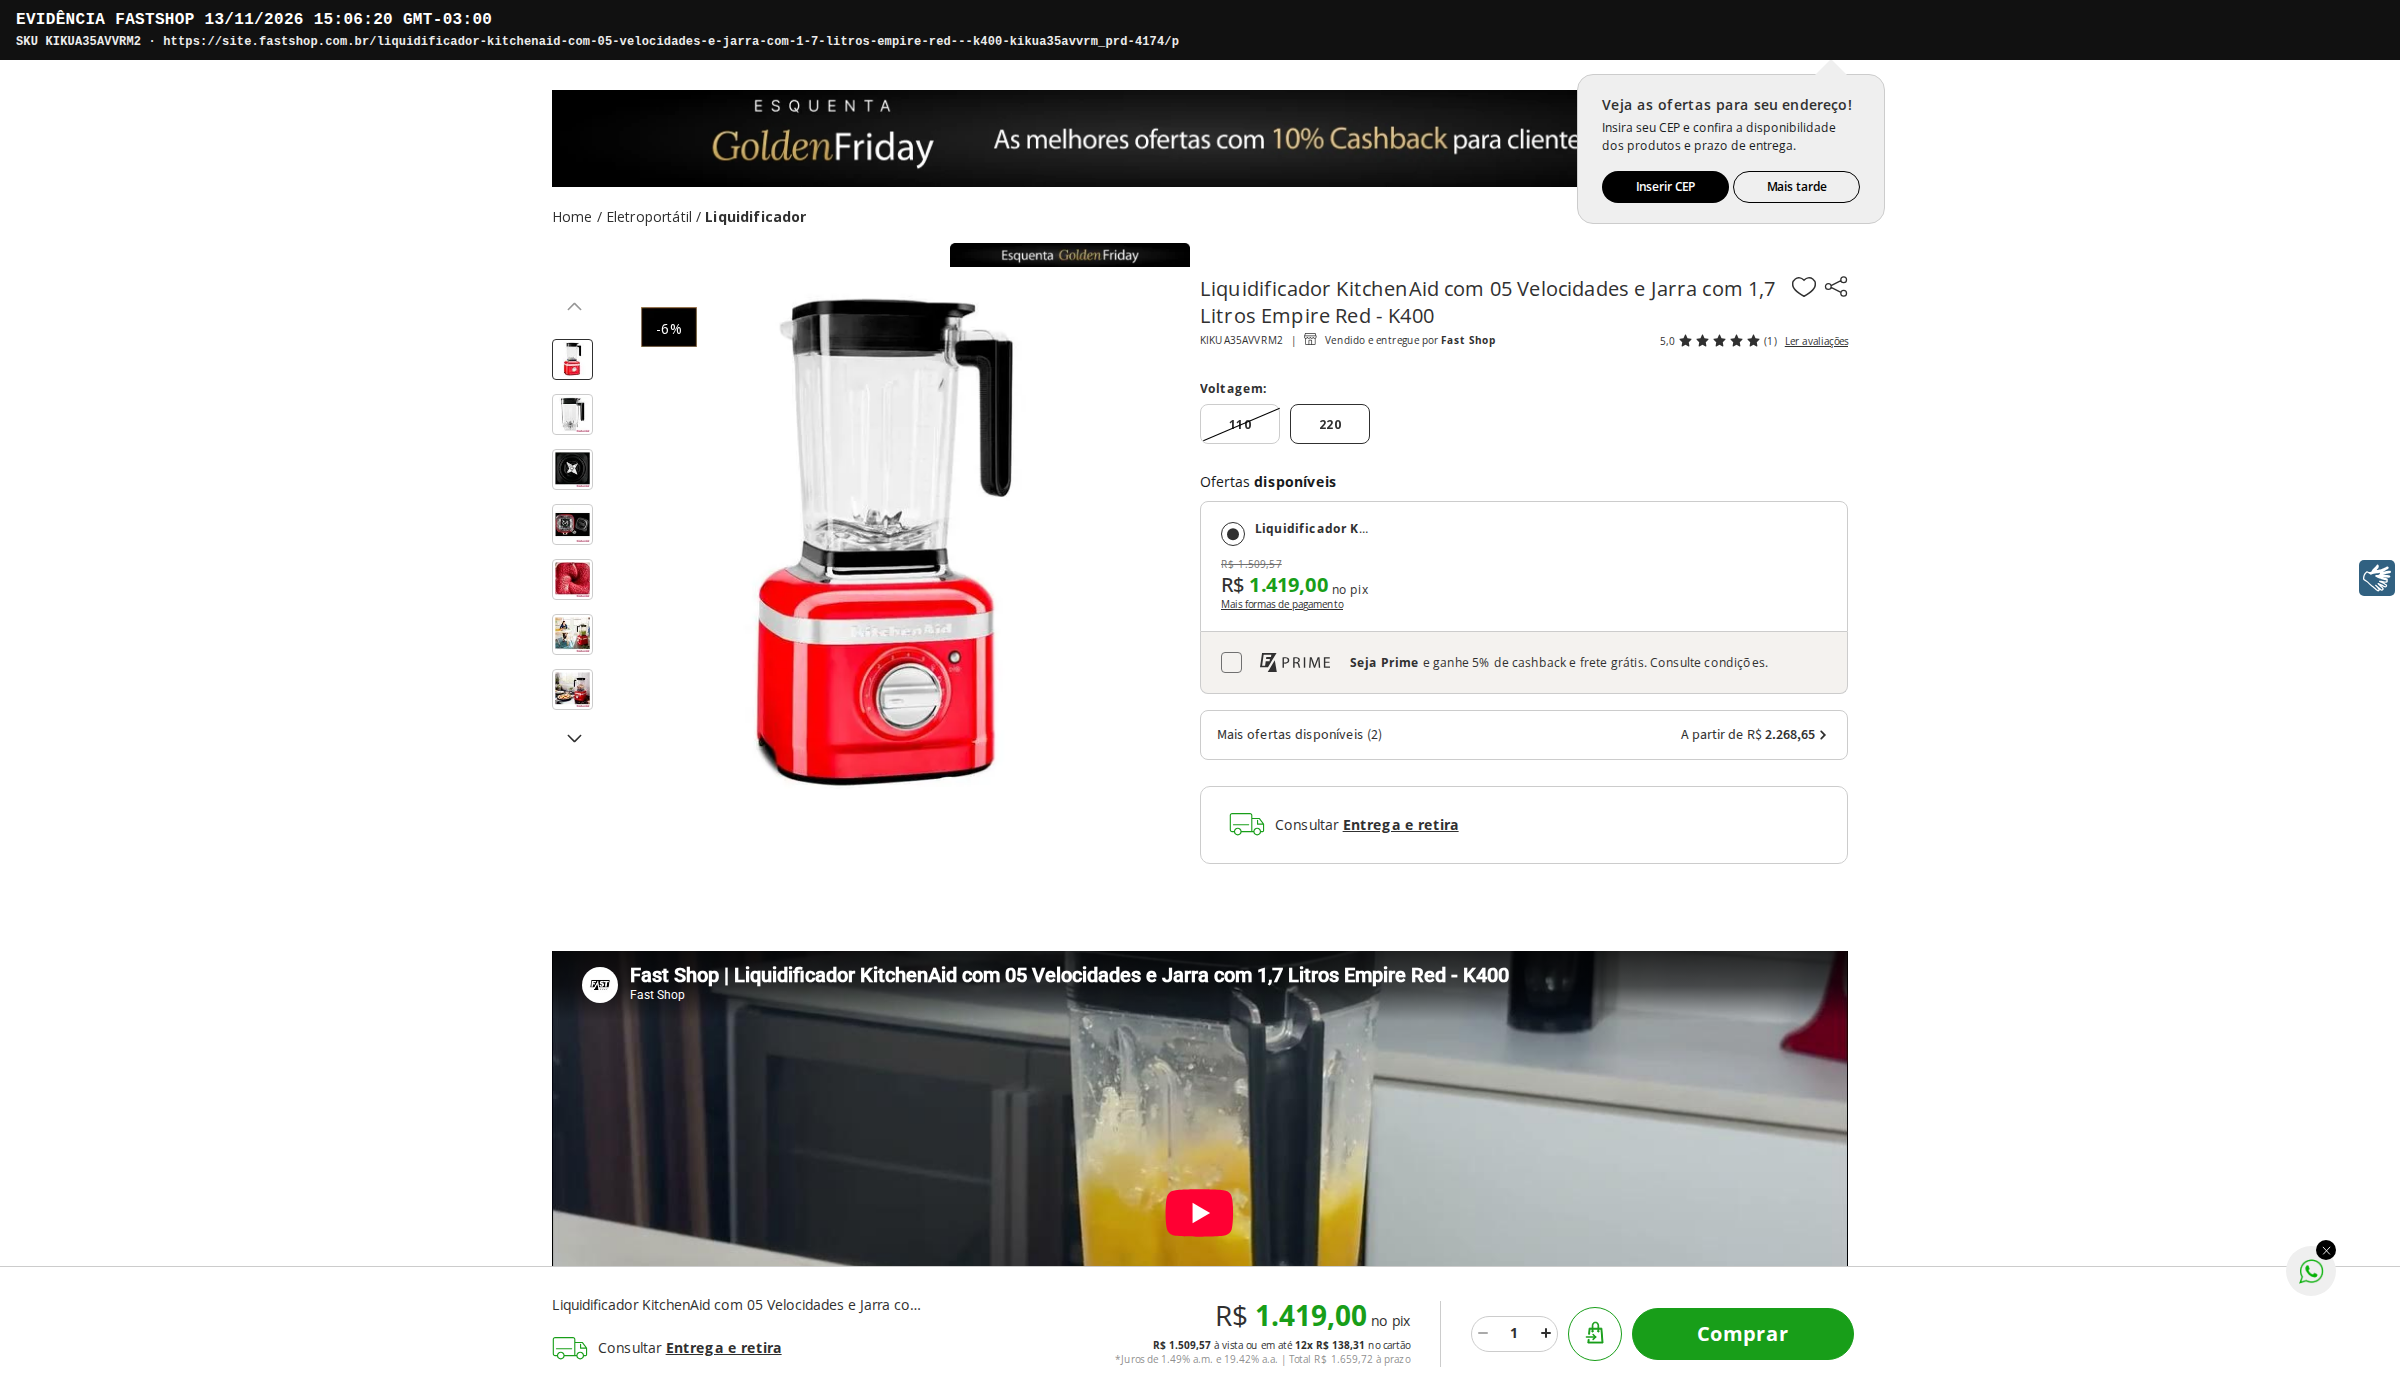 EVIDÊNCIA FASTSHOP 13/11/2026 15:06:20 GMT-03:00
SKU KIKUA35AVVRM2 · https://site.fastshop.com.br/liquidificador-kitchenaid-com-05-velocidades-e-jarra-com-1-7-litros-empire-red---k400-kikua35avvrm_prd-4174/p
ESQUENTA
GoldenFriday
As melhores ofertas com 10% Cashback para cliente
Veja as ofertas para seu endereço!
Insira seu CEP e confira a disponibilidade
dos produtos e prazo de entrega.
Inserir CEP
Mais tarde
Home / Eletroportátil / Liquidificador
Esquenta GoldenFriday
-6%
KitchenAid
Liquidificador KitchenAid com 05 Velocidades e Jarra com 1,7
Litros Empire Red - K400
KIKUA35AVVRM2 | Vendido e entregue por Fast Shop
5,0 (1) Ler avaliações
Voltagem:
110
220
Ofertas disponíveis
Liquidificador K...
R$ 1.509,57
R$ 1.419,00 no pix
Mais formas de pagamento
PRIME Seja Prime e ganhe 5% de cashback e frete grátis. Consulte condições.
Mais ofertas disponíveis (2)
A partir de R$ 2.268,65
Consultar Entrega e retira
FAST
Fast Shop | Liquidificador KitchenAid com 05 Velocidades e Jarra com 1,7 Litros Empire Red - K400
Fast Shop
Liquidificador KitchenAid com 05 Velocidades e Jarra co...
Consultar Entrega e retira
R$ 1.419,00 no pix
R$ 1.509,57 à vista ou em até 12x R$ 138,31 no cartão
*Juros de 1.49% a.m. e 19.42% a.a. | Total R$ 1.659,72 à prazo
1
Comprar